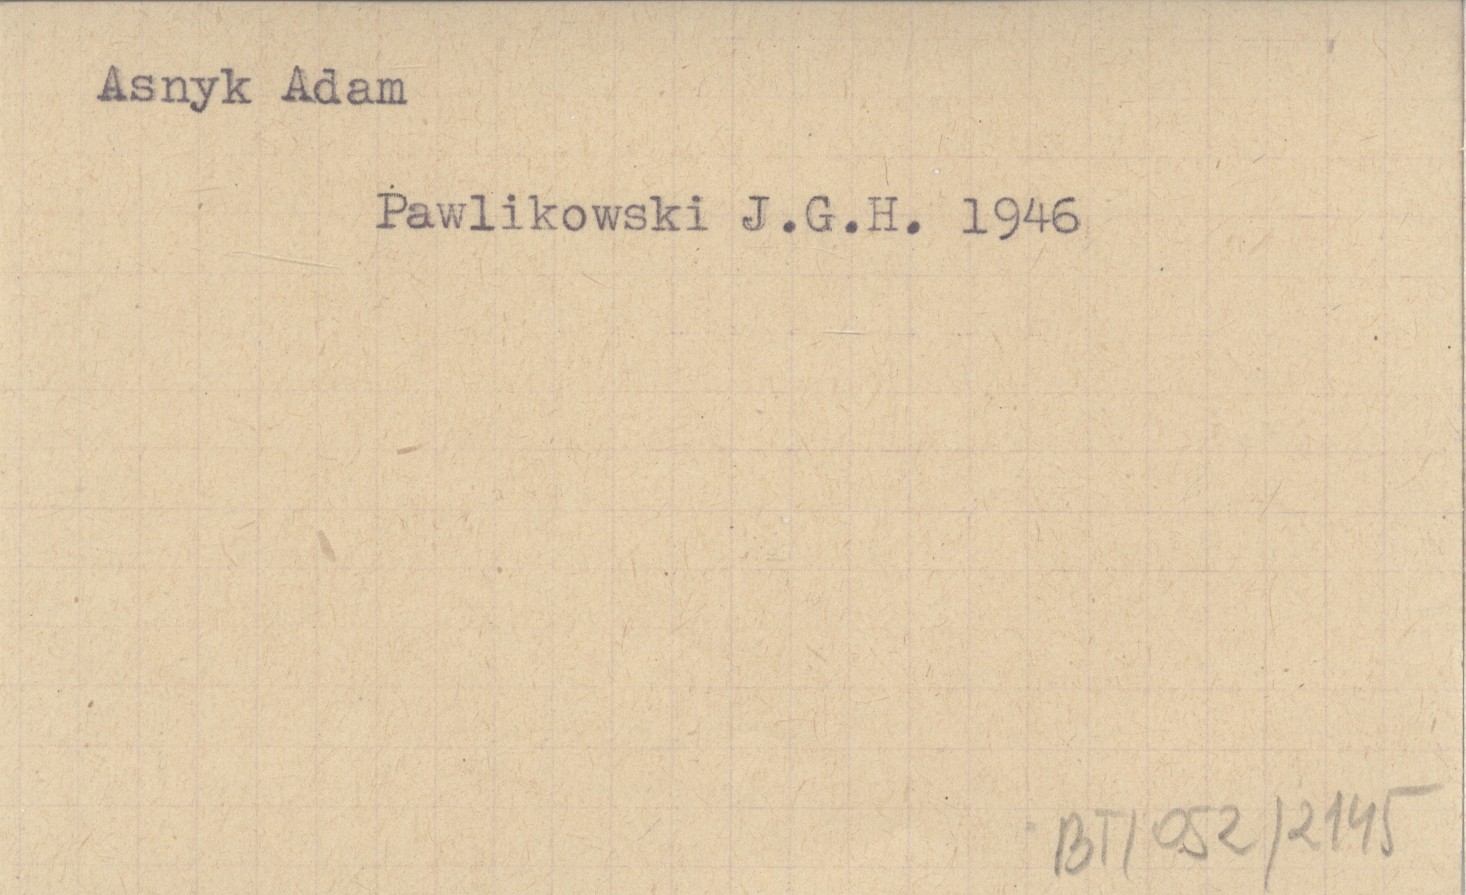 Asnyk Adam
Pawlikowski J.G.H. 1946
BT/052/2145